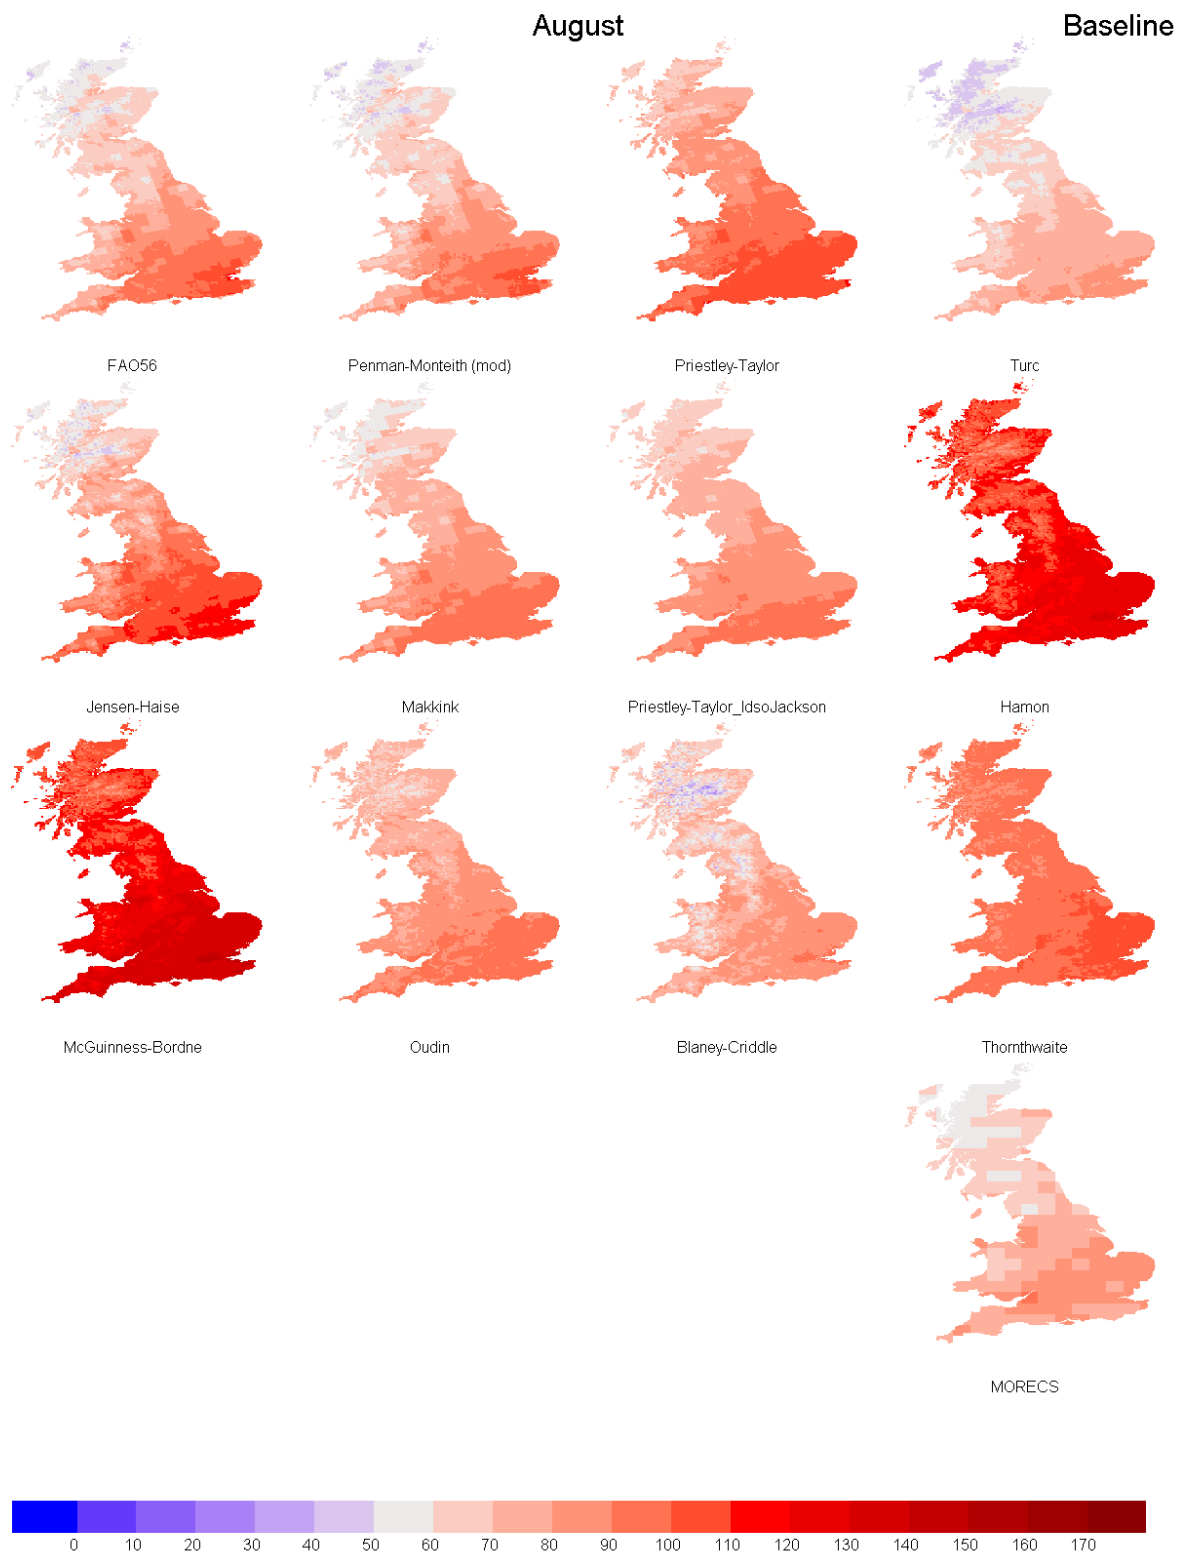 August
Baseline
FAO56
Penman-Monteith (mod)
Priestley-Taylor
Turc
Jensen-Haise
Makkink
Priestley-Taylor_IdsoJackson
Hamon
McGuinness-Bordne
Oudin
Blaney-Criddle
Thornthwaite
MORECS
0 10 20 30 40 50 60 70 80 90 100 110 120 130 140 150 160 170